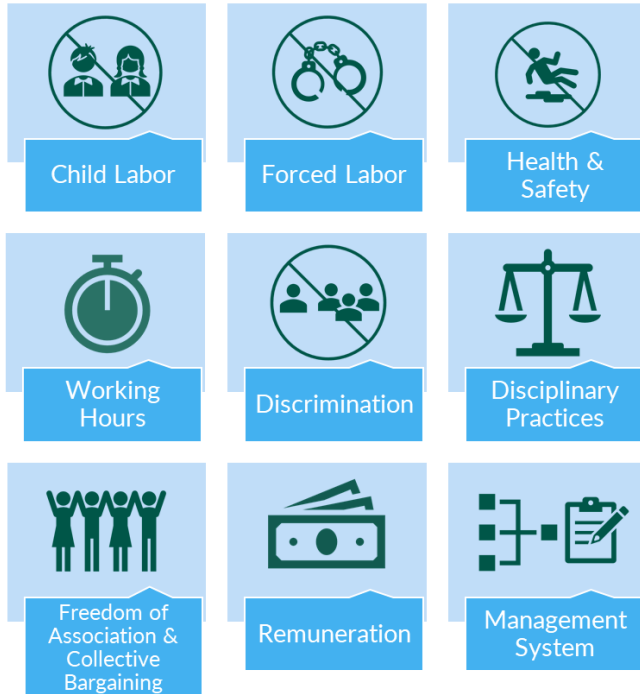 Child Labor
Forced Labor
Health &
Safety
Working
Hours
Discrimination
Disciplinary
Practices
Freedom of
Association &
Collective
Bargaining
Remuneration
Management
System